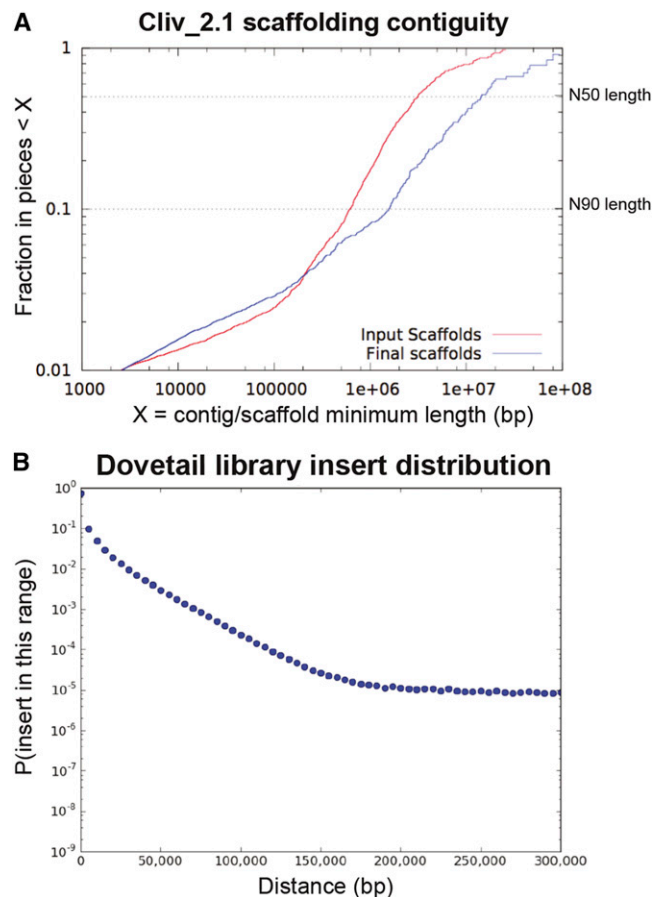 A
Cliv_2.1 scaffolding contiguity
Fraction in pieces < X
1
0.1
0.01
N50 length
N90 length
Input Scaffolds
Final scaffolds
1000
10000
100000
1e+06
1e+07
1e+08
X = contig/scaffold minimum length (bp)
B
Dovetail library insert distribution
P(insert in this range)
10⁰
10⁻¹
10⁻²
10⁻³
10⁻⁴
10⁻⁵
10⁻⁶
10⁻⁷
10⁻⁸
10⁻⁹
0
50,000
100,000
150,000
200,000
250,000
300,000
Distance (bp)